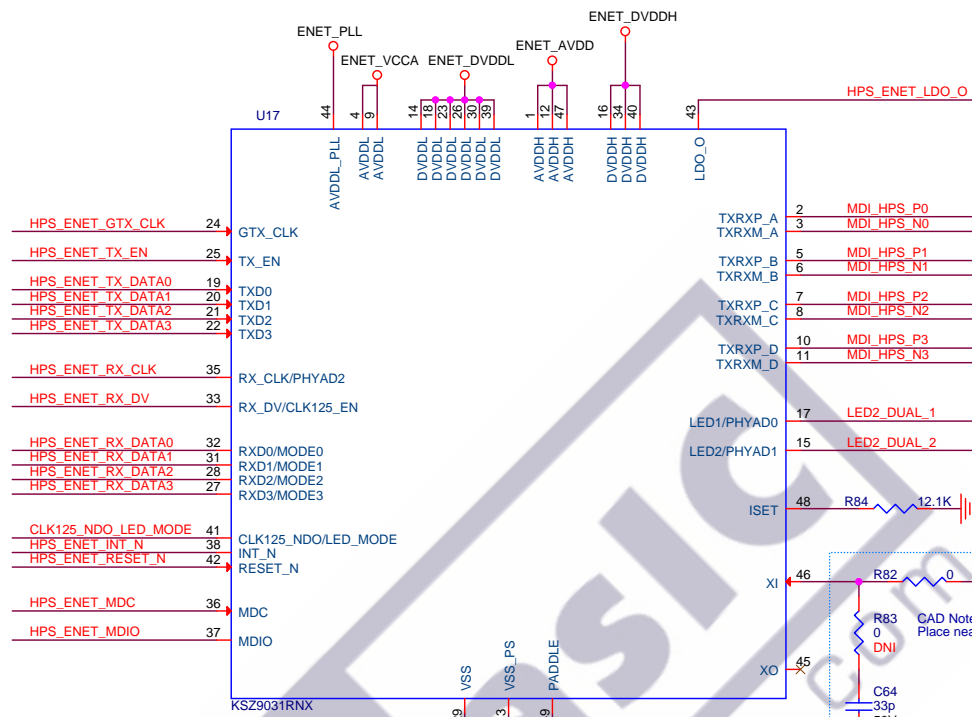 ENET_DVDDH
ENET_PLL
ENET_AVDD
ENET_VCCA
ENET_DVDDL
HPS_ENET_LDO_O
U17
44
4
9
14
18
23
26
30
39
1
12
47
16
34
40
43
AVDDL_PLL
AVDDL
AVDDL
DVDDL
DVDDL
DVDDL
DVDDL
DVDDL
DVDDL
AVDDH
AVDDH
AVDDH
DVDDH
DVDDH
DVDDH
LDO_O
HPS_ENET_GTX_CLK 24 GTX_CLK
HPS_ENET_TX_EN 25 TX_EN
HPS_ENET_TX_DATA0 19 TXD0
HPS_ENET_TX_DATA1 20 TXD1
HPS_ENET_TX_DATA2 21 TXD2
HPS_ENET_TX_DATA3 22 TXD3
HPS_ENET_RX_CLK 35 RX_CLK/PHYAD2
HPS_ENET_RX_DV 33 RX_DV/CLK125_EN
HPS_ENET_RX_DATA0 32 RXD0/MODE0
HPS_ENET_RX_DATA1 31 RXD1/MODE1
HPS_ENET_RX_DATA2 28 RXD2/MODE2
HPS_ENET_RX_DATA3 27 RXD3/MODE3
CLK125_NDO_LED_MODE 41 CLK125_NDO/LED_MODE
HPS_ENET_INT_N 38 INT_N
HPS_ENET_RESET_N 42 RESET_N
HPS_ENET_MDC 36 MDC
HPS_ENET_MDIO 37 MDIO
TXRXP_A 2 MDI_HPS_P0
TXRXM_A 3 MDI_HPS_N0
TXRXP_B 5 MDI_HPS_P1
TXRXM_B 6 MDI_HPS_N1
TXRXP_C 7 MDI_HPS_P2
TXRXM_C 8 MDI_HPS_N2
TXRXP_D 10 MDI_HPS_P3
TXRXM_D 11 MDI_HPS_N3
LED1/PHYAD0 17 LED2_DUAL_1
LED2/PHYAD1 15 LED2_DUAL_2
ISET 48 R84 12.1K
XI 46 R82 0
R83
0
DNI
CAD Note
Place nea
XO 45
C64
33p
VSS
VSS_PS
PADDLE
KSZ9031RNX
9
3
9
sic
com